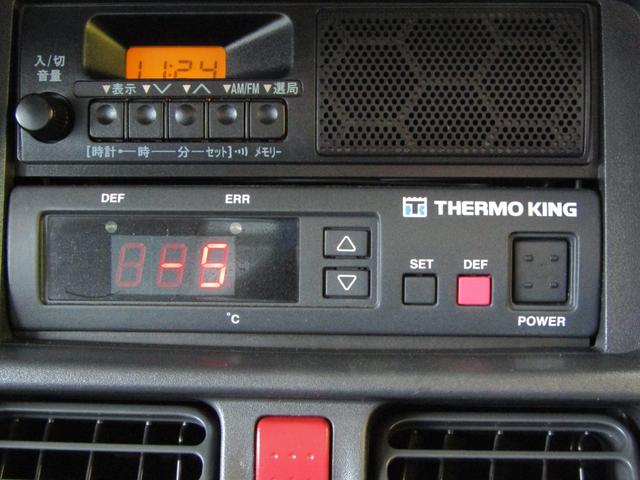 入/切
音量
11:24
▼表示 ▼﹀ ▼︿ ▼AM/FM ▼選局
[時計•—時——分—セット]•))) メモリー
DEF ERR
THERMO KING
-5
SET DEF
°C
POWER